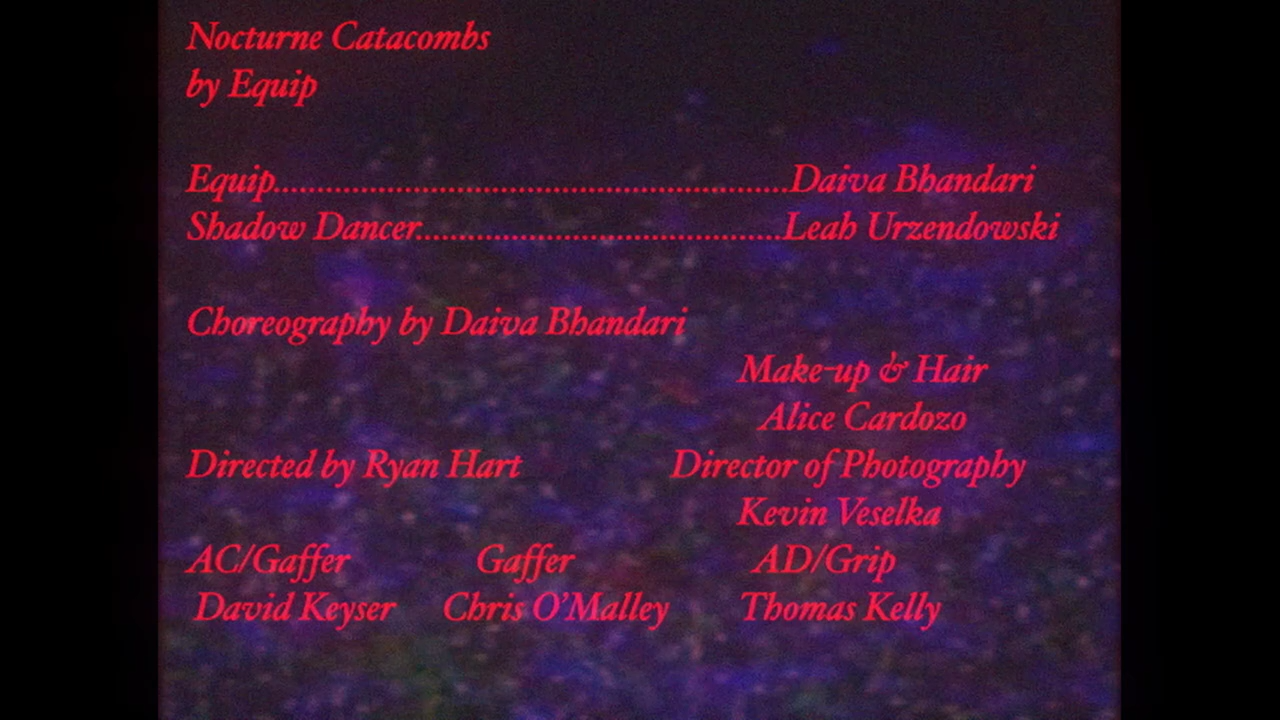 Nocturne Catacombs
by Equip
Equip......................................................Daiva Bhandari
Shadow Dancer.......................................Leah Urzendowski
Choreography by Daiva Bhandari
Make-up & Hair
Alice Cardozo
Directed by Ryan Hart Director of Photography
Kevin Veselka
AC/Gaffer Gaffer AD/Grip
David Keyser Chris O’Malley Thomas Kelly